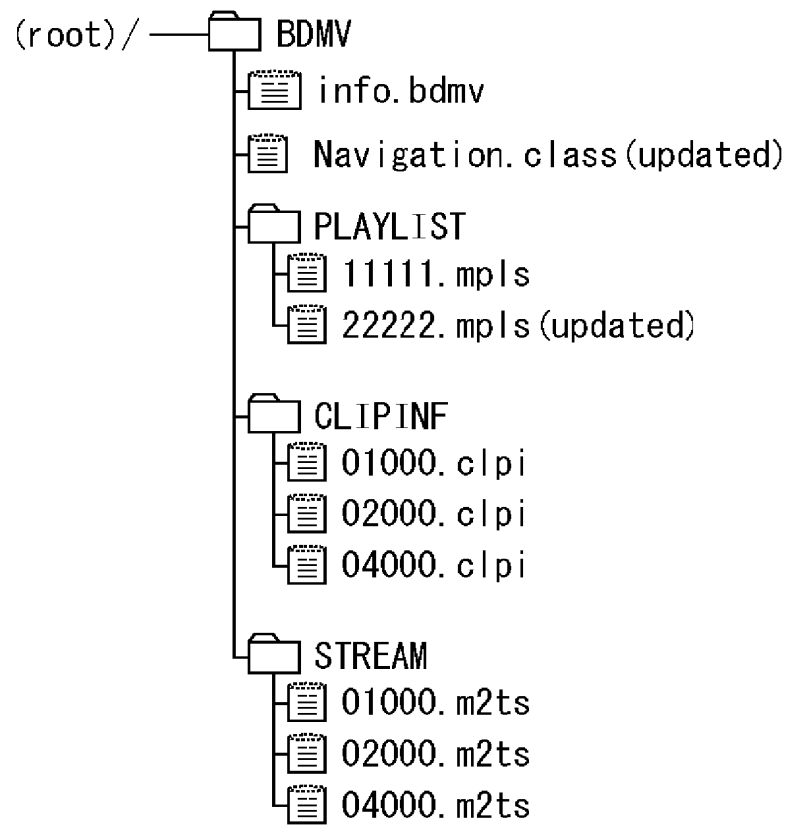 (root)/ BDMV
info.bdmv
Navigation.class(updated)
PLAYLIST
11111.mpls
22222.mpls(updated)
CLIPINF
01000.clpi
02000.clpi
04000.clpi
STREAM
01000.m2ts
02000.m2ts
04000.m2ts